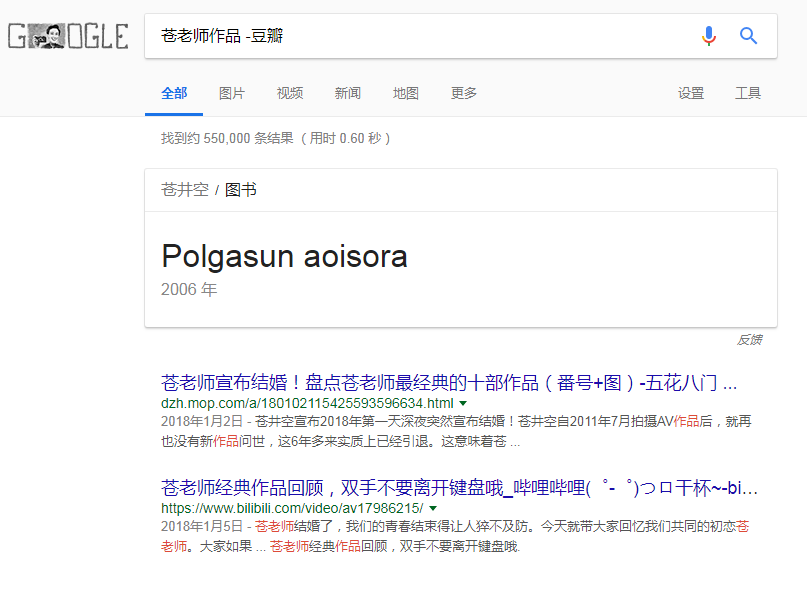 GOOGLE
苍老师作品 -豆瓣
全部 图片 视频 新闻 地图 更多 设置 工具
找到约 550,000 条结果 （用时 0.60 秒）
苍井空 / 图书
Polgasun aoisora
2006 年
反馈
苍老师宣布结婚！盘点苍老师最经典的十部作品（番号+图）-五花八门 ...
dzh.mop.com/a/180102115425593596634.html
2018年1月2日 - 苍井空宣布2018年第一天深夜突然宣布结婚！苍井空自2011年7月拍摄AV作品后，就再
也没有新作品问世，这6年多来实质上已经引退。这意味着苍 ...
苍老师经典作品回顾，双手不要离开键盘哦_哔哩哔哩(゜-゜)つロ干杯~-bi...
https://www.bilibili.com/video/av17986215/
2018年1月5日 - 苍老师结婚了，我们的青春结束得让人猝不及防。今天就带大家回忆我们共同的初恋苍
老师。大家如果 ... 苍老师经典作品回顾，双手不要离开键盘哦.